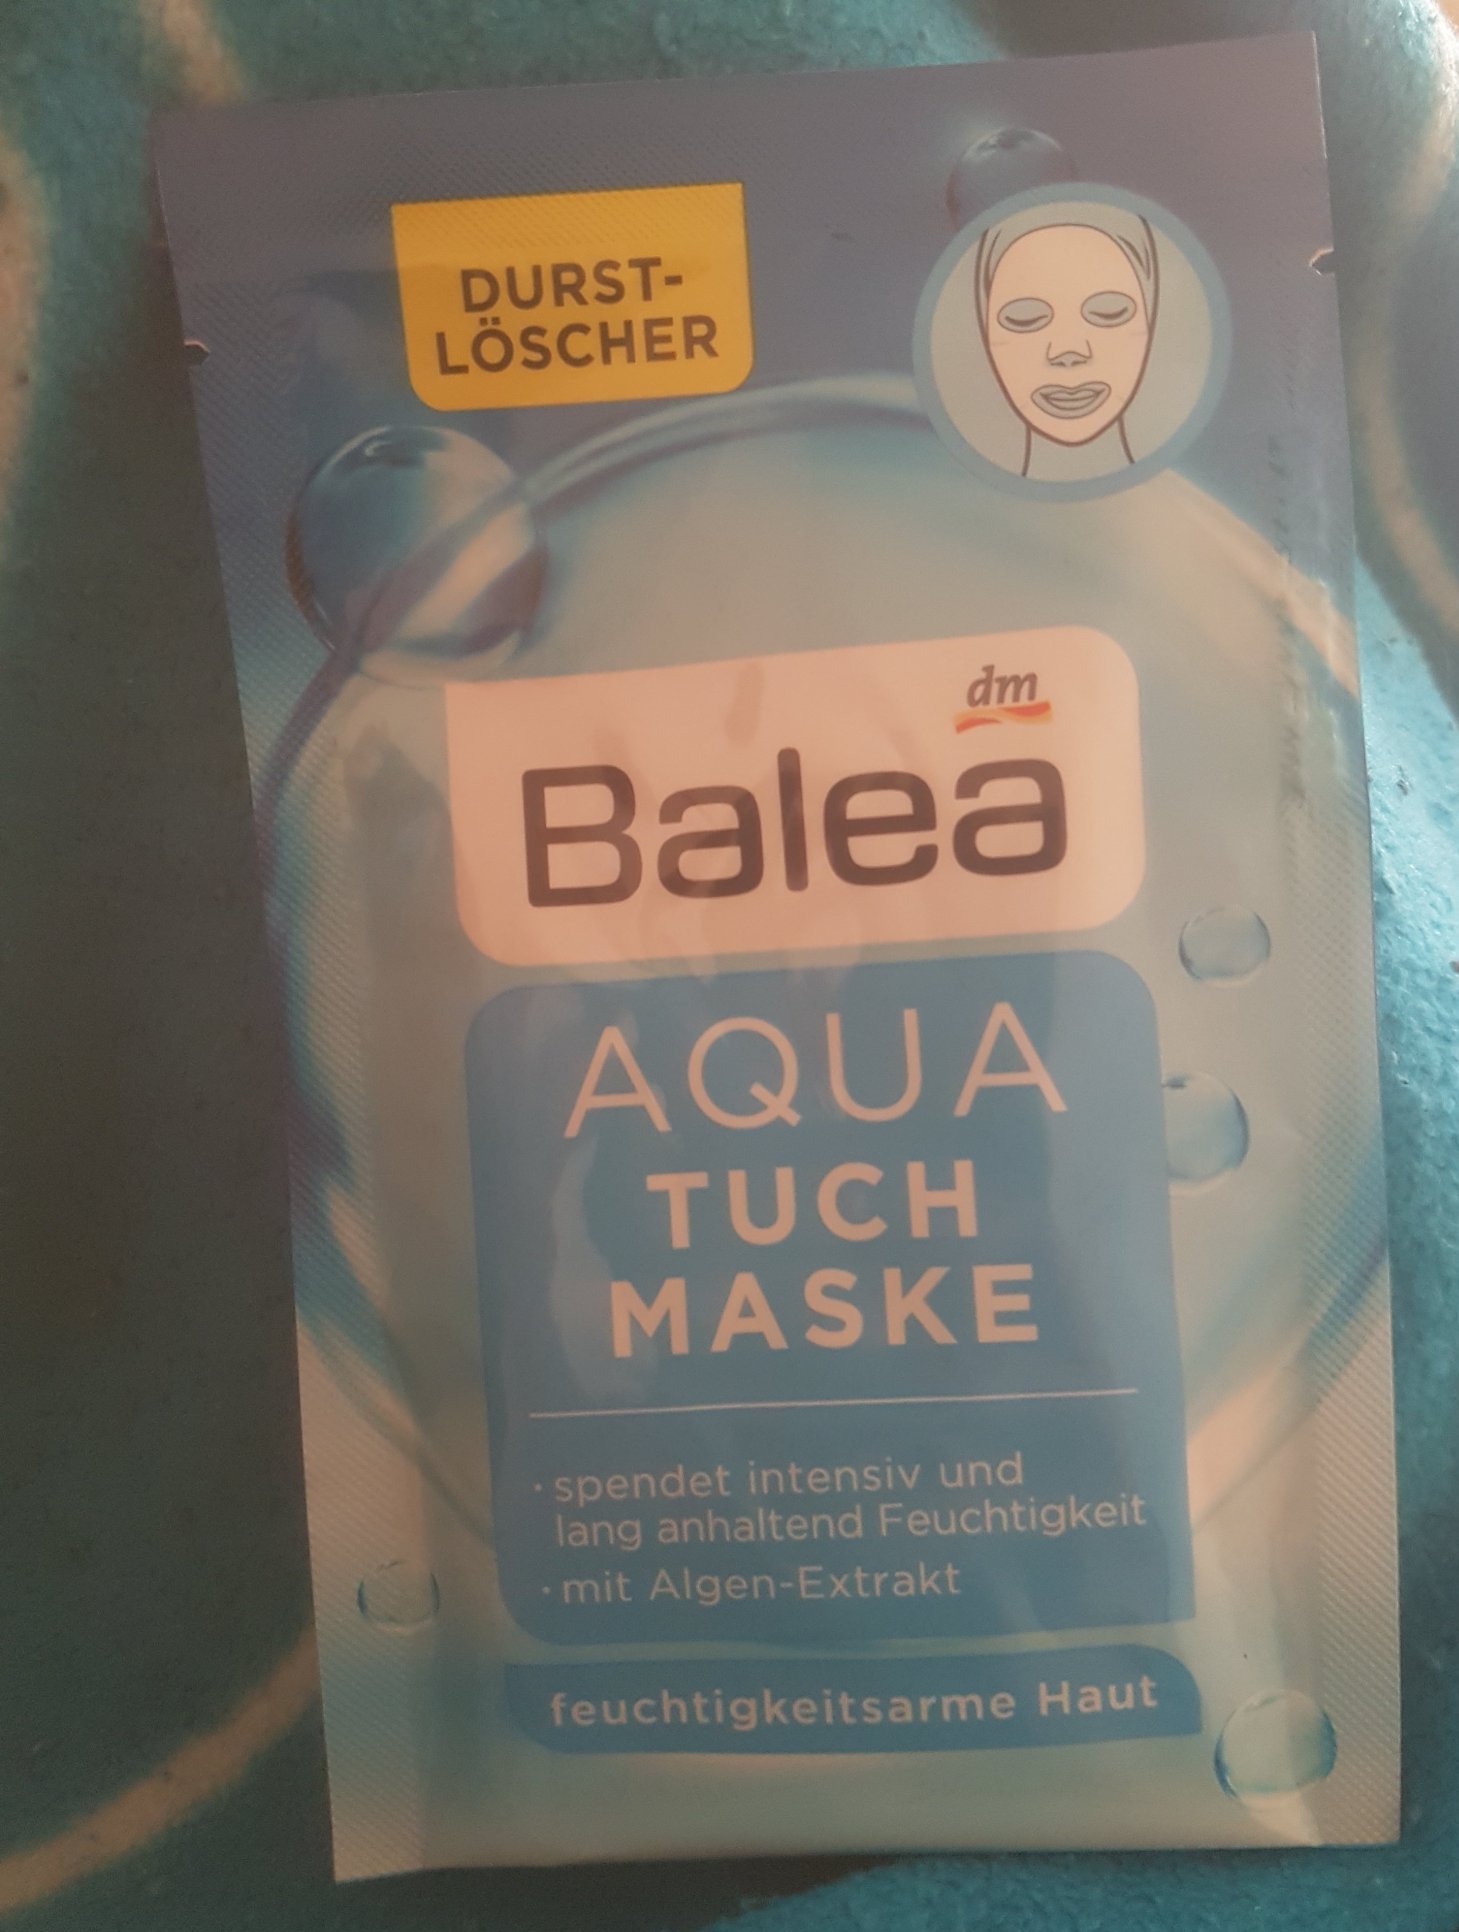 DURST-
LÖSCHER
dm
Balea
AQUA
TUCH
MASKE
· spendet intensiv und
lang anhaltend Feuchtigkeit
· mit Algen-Extrakt
feuchtigkeitsarme Haut